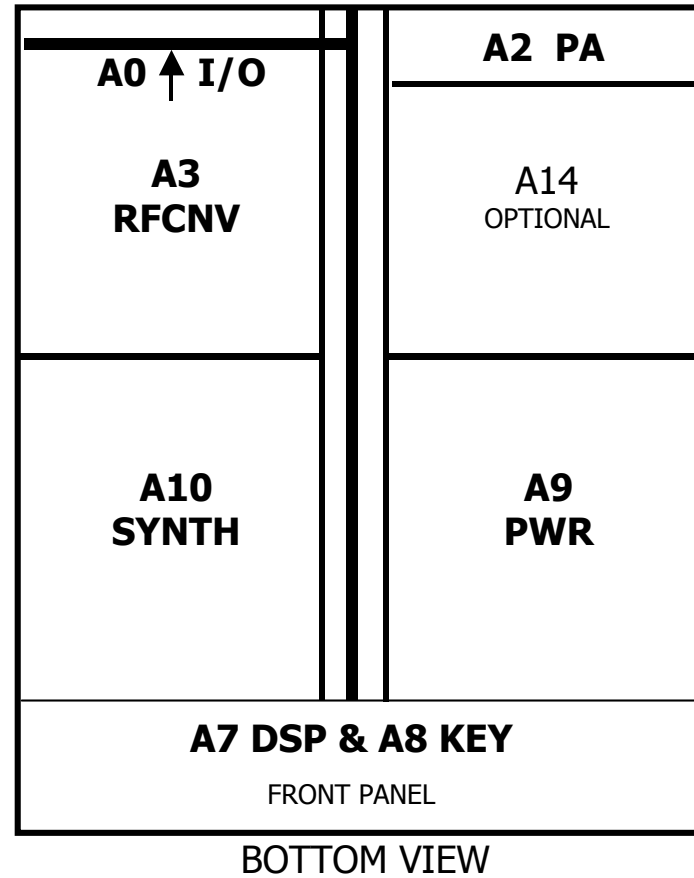 A2 PA
A0 I/O
A3
RFCNV
A14
OPTIONAL
A10
SYNTH
A9
PWR
A7 DSP & A8 KEY
FRONT PANEL
BOTTOM VIEW